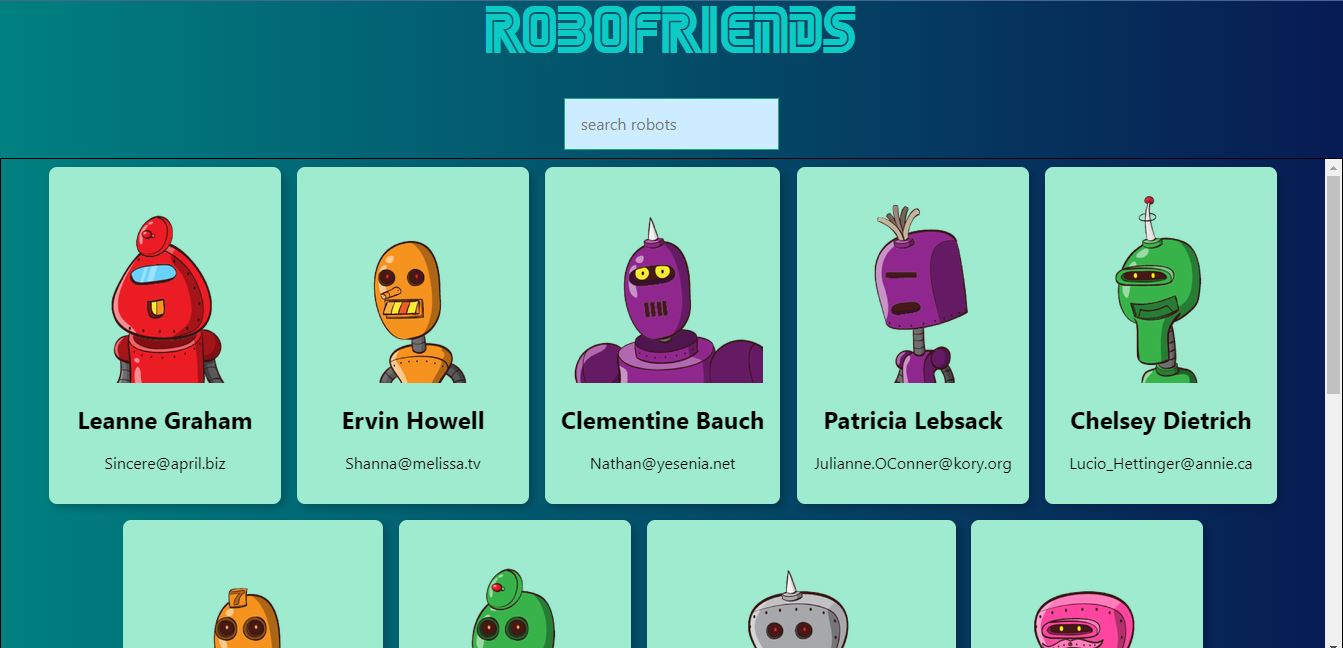 ROBOFRIENDS
search robots
Leanne Graham
Ervin Howell
Clementine Bauch
Patricia Lebsack
Chelsey Dietrich
Sincere@april.biz
Shanna@melissa.tv
Nathan@yesenia.net
Julianne.OConner@kory.org
Lucio_Hettinger@annie.ca
7